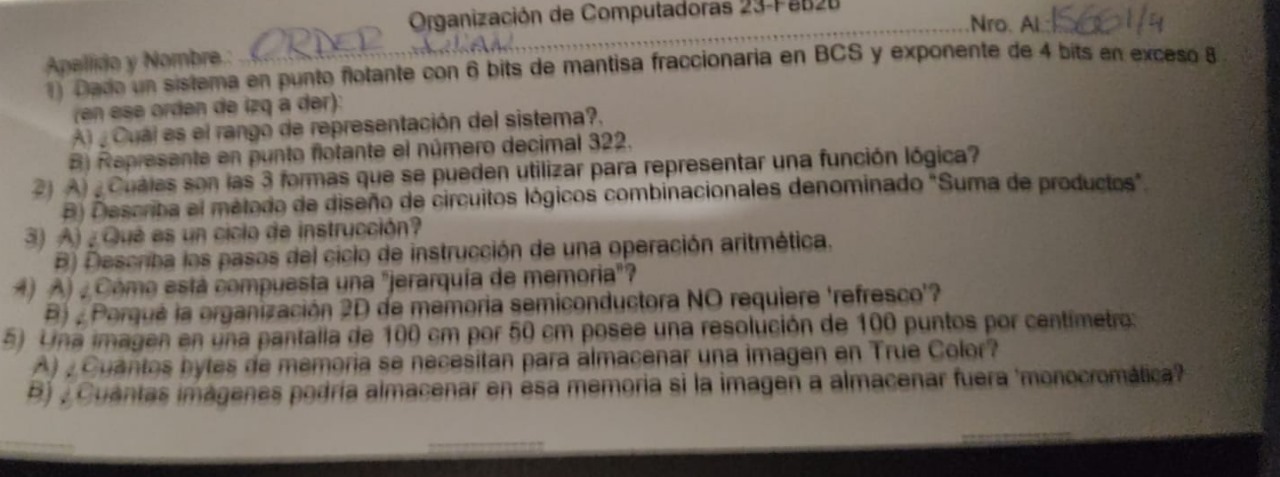 Organización de Computadoras 23-Feb26
Apellido y Nombre.: ORDER JULIAN Nro. Al.: 15661/4
1) Dado un sistema en punto flotante con 6 bits de mantisa fraccionaria en BCS y exponente de 4 bits en exceso 8
(en ese orden de izq a der):
A) ¿Cuál es el rango de representación del sistema?.
B) Represente en punto flotante el número decimal 322.
2) A) ¿Cuáles son las 3 formas que se pueden utilizar para representar una función lógica?
B) Describa el método de diseño de circuitos lógicos combinacionales denominado "Suma de productos".
3) A) ¿Qué es un ciclo de instrucción?
B) Describa los pasos del ciclo de instrucción de una operación aritmética.
4) A) ¿Cómo está compuesta una "jerarquía de memoria"?
B) ¿Porqué la organización 2D de memoria semiconductora NO requiere 'refresco'?
5) Una imagen en una pantalla de 100 cm por 50 cm posee una resolución de 100 puntos por centímetro:
A) ¿Cuántos bytes de memoria se necesitan para almacenar una imagen en True Color?
B) ¿Cuántas imágenes podría almacenar en esa memoria si la imagen a almacenar fuera 'monocromática?